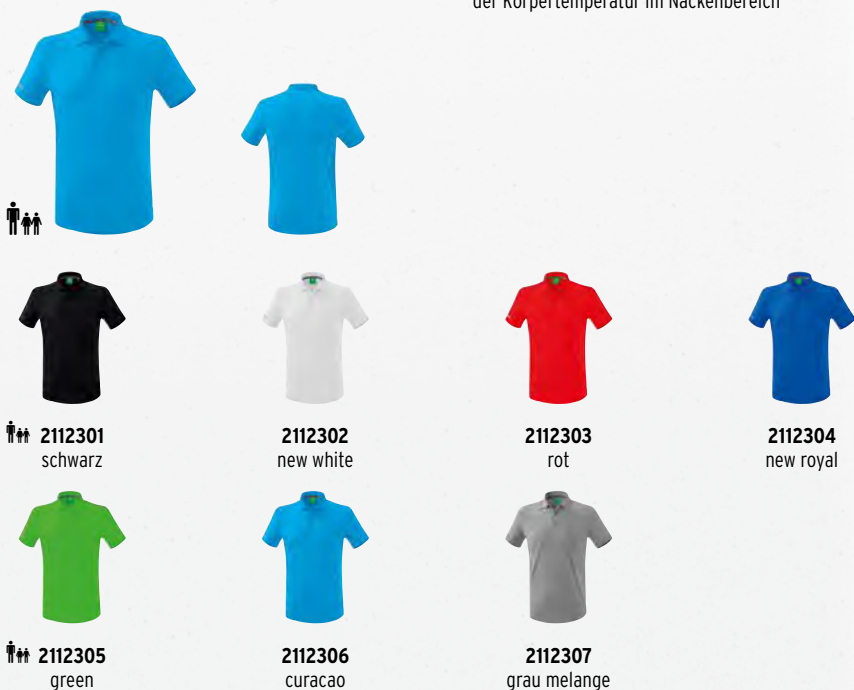 der Körpertemperatur im Nackenbereich
2112301
schwarz
2112302
new white
2112303
rot
2112304
new royal
2112305
green
2112306
curacao
2112307
grau melange